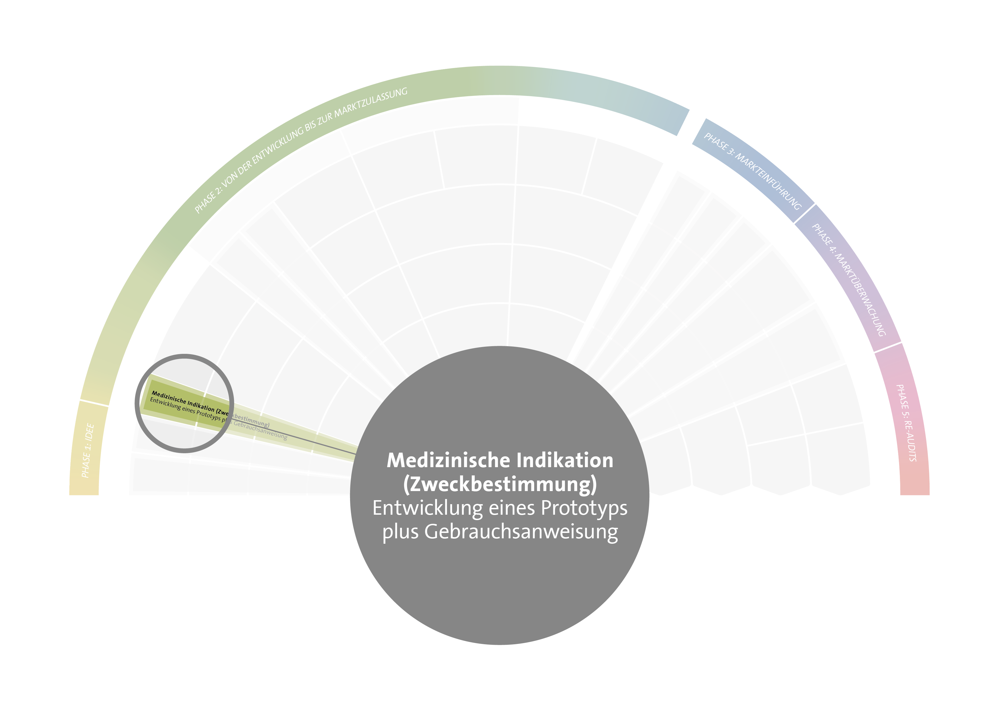 PHASE 1: IDEE
PHASE 2: VON DER ENTWICKLUNG BIS ZUR MARKTZULASSUNG
PHASE 3: MARKTEINFÜHRUNG
PHASE 4: MARKTÜBERWACHUNG
PHASE 5: RE-AUDITS
Medizinische Indikation (Zweckbestimmung)
Entwicklung eines Prototyps plus Gebrauchsanweisung
Medizinische Indikation
(Zweckbestimmung)
Entwicklung eines Prototyps
plus Gebrauchsanweisung